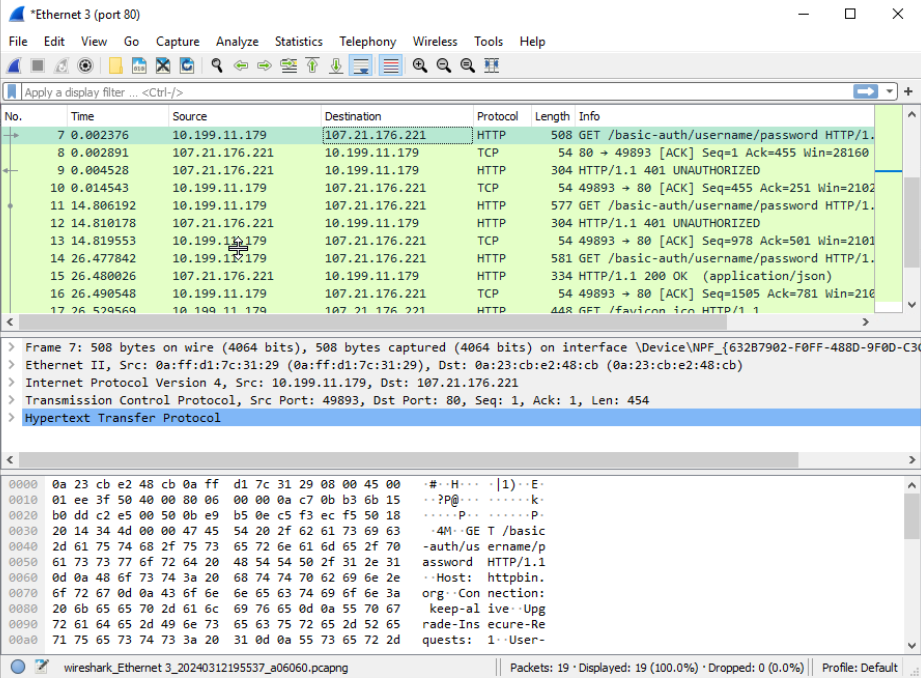 *Ethernet 3 (port 80)
File Edit View Go Capture Analyze Statistics Telephony Wireless Tools Help
Apply a display filter ... <Ctrl-/>
No. Time Source Destination Protocol Length Info
7 0.002376 10.199.11.179 107.21.176.221 HTTP 508 GET /basic-auth/username/password HTTP/1.
8 0.002891 107.21.176.221 10.199.11.179 TCP 54 80 → 49893 [ACK] Seq=1 Ack=455 Win=28160
9 0.004528 107.21.176.221 10.199.11.179 HTTP 304 HTTP/1.1 401 UNAUTHORIZED
10 0.014543 10.199.11.179 107.21.176.221 TCP 54 49893 → 80 [ACK] Seq=455 Ack=251 Win=2102
11 14.806192 10.199.11.179 107.21.176.221 HTTP 577 GET /basic-auth/username/password HTTP/1.
12 14.810178 107.21.176.221 10.199.11.179 HTTP 304 HTTP/1.1 401 UNAUTHORIZED
13 14.819553 10.199.11.179 107.21.176.221 TCP 54 49893 → 80 [ACK] Seq=978 Ack=501 Win=2101
14 26.477842 10.199.11.179 107.21.176.221 HTTP 581 GET /basic-auth/username/password HTTP/1.
15 26.480026 107.21.176.221 10.199.11.179 HTTP 334 HTTP/1.1 200 OK (application/json)
16 26.490548 10.199.11.179 107.21.176.221 TCP 54 49893 → 80 [ACK] Seq=1505 Ack=781 Win=210
17 26.529569 10.199.11.179 107.21.176.221 HTTP 448 GET /favicon.ico HTTP/1.1
Frame 7: 508 bytes on wire (4064 bits), 508 bytes captured (4064 bits) on interface \Device\NPF_{632B7902-F0FF-488D-9F0D-C3
Ethernet II, Src: 0a:ff:d1:7c:31:29 (0a:ff:d1:7c:31:29), Dst: 0a:23:cb:e2:48:cb (0a:23:cb:e2:48:cb)
Internet Protocol Version 4, Src: 10.199.11.179, Dst: 107.21.176.221
Transmission Control Protocol, Src Port: 49893, Dst Port: 80, Seq: 1, Ack: 1, Len: 454
Hypertext Transfer Protocol
0000 0a 23 cb e2 48 cb 0a ff d1 7c 31 29 08 00 45 00 ·#··H··· ·|1)··E·
0010 01 ee 3f 50 40 00 80 06 00 00 0a c7 0b b3 6b 15 ··?P@··· ······k·
0020 b0 dd c2 e5 00 50 0b e9 b5 0e c5 f3 ec f5 50 18 ·····P·· ······P·
0030 20 14 34 4d 00 00 47 45 54 20 2f 62 61 73 69 63 ·4M··GE T /basic
0040 2d 61 75 74 68 2f 75 73 65 72 6e 61 6d 65 2f 70 -auth/us ername/p
0050 61 73 73 77 6f 72 64 20 48 54 54 50 2f 31 2e 31 assword HTTP/1.1
0060 0d 0a 48 6f 73 74 3a 20 68 74 74 70 62 69 6e 2e ··Host: httpbin.
0070 6f 72 67 0d 0a 43 6f 6e 6e 65 63 74 69 6f 6e 3a org··Con nection:
0080 20 6b 65 65 70 2d 61 6c 69 76 65 0d 0a 55 70 67 keep-al ive··Upg
0090 72 61 64 65 2d 49 6e 73 65 63 75 72 65 2d 52 65 rade-Ins ecure-Re
00a0 71 75 65 73 74 73 3a 20 31 0d 0a 55 73 65 72 2d quests: 1··User-
wireshark_Ethernet 3_20240312195537_a06060.pcapng Packets: 19 · Displayed: 19 (100.0%) · Dropped: 0 (0.0%) Profile: Default